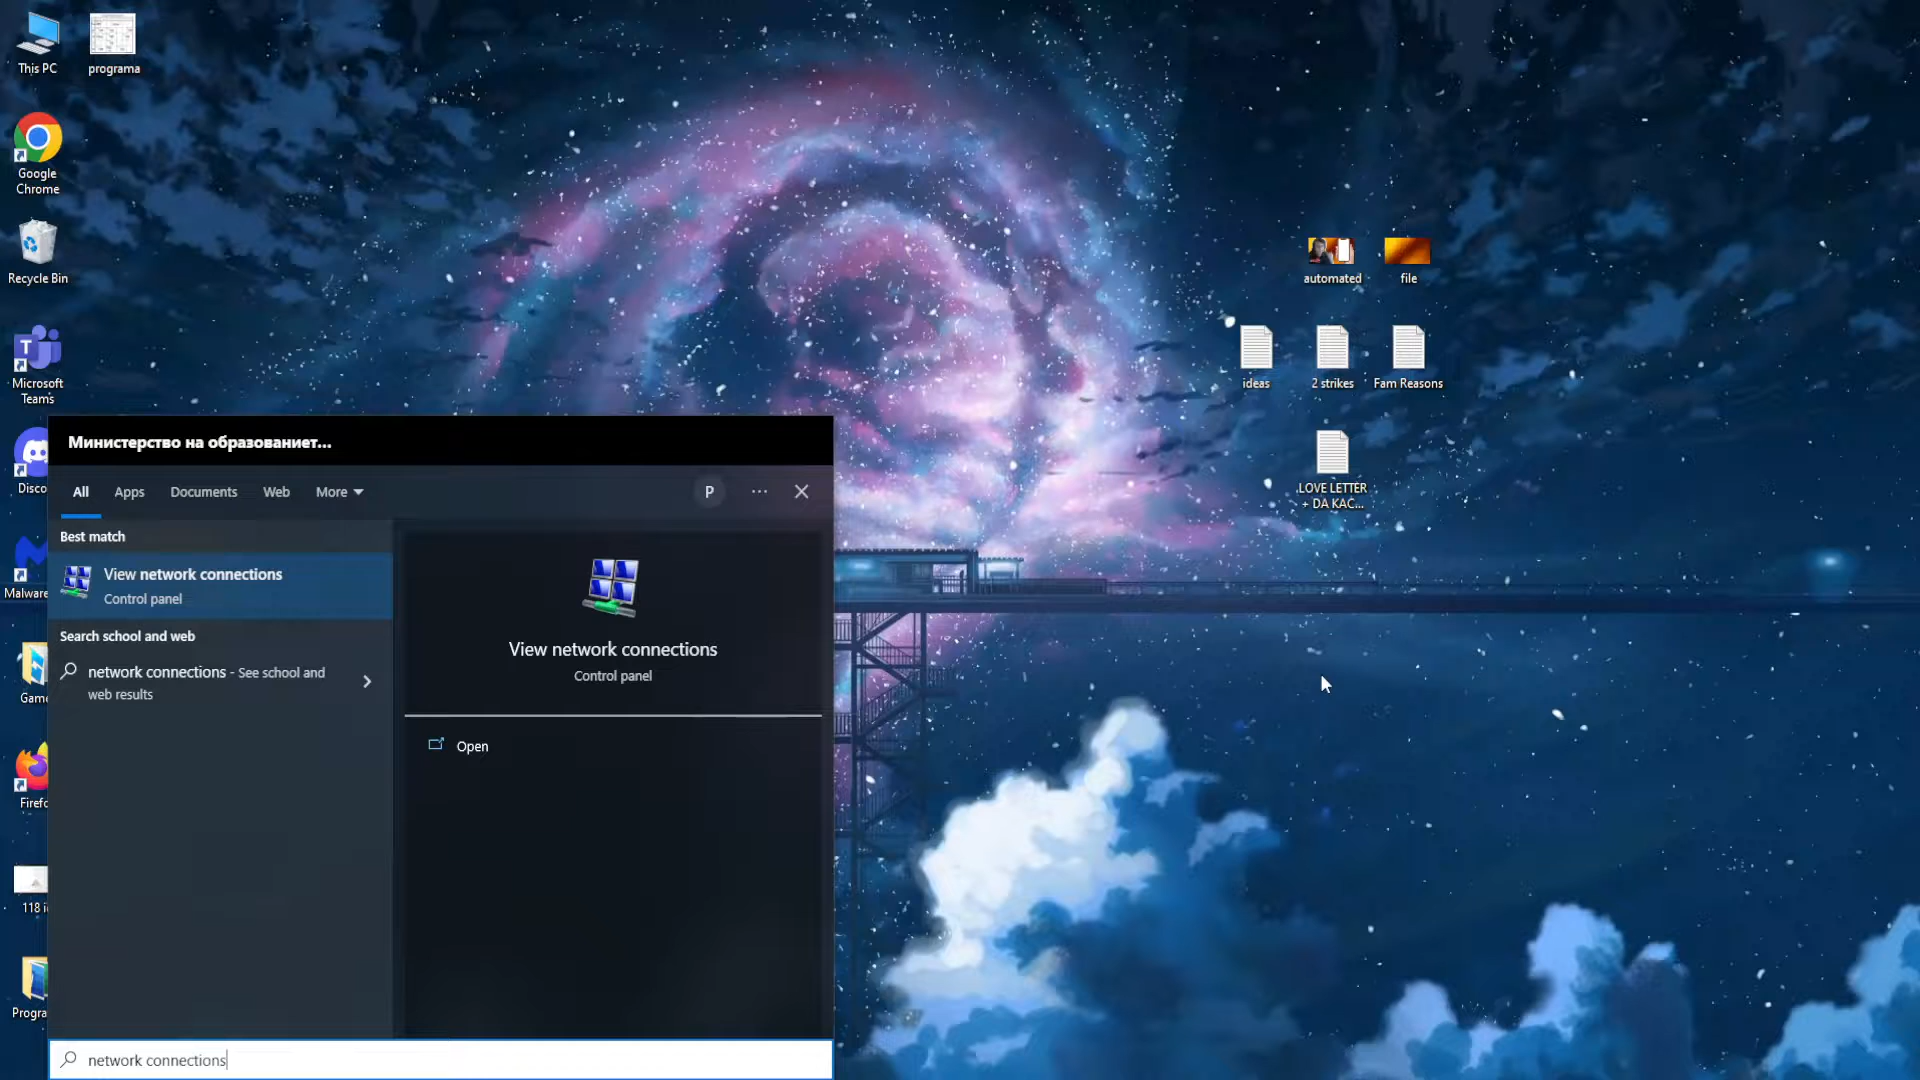 This PC
programa
Google
Chrome
Recycle Bin
Microsoft
Teams
Disco
Malware
Game
Firefo
118 i
Progra
automated
file
ideas
2 strikes
Fam Reasons
LOVE LETTER
+ DA KAC...
Министерство на образованиет...
All
Apps
Documents
Web
More
P
Best match
View network connections
Control panel
Search school and web
network connections - See school and
web results
View network connections
Control panel
Open
network connections